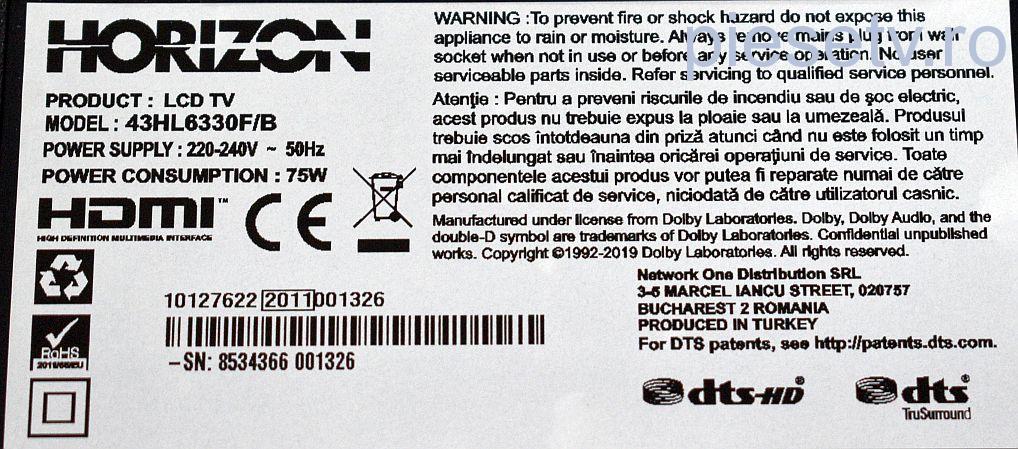 HORIZON
PRODUCT : LCD TV
MODEL : 43HL6330F/B
POWER SUPPLY : 220-240V ~ 50Hz
POWER CONSUMPTION : 75W
HDMI™
HIGH DEFINITION MULTIMEDIA INTERFACE
CE
RoHS
2011/65/EU
10127622 2011001326
-SN: 8534366 001326
WARNING :To prevent fire or shock hazard do not expose this
appliance to rain or moisture. Always remove mains plug from wall
socket when not in use or before any service operation. No user
serviceable parts inside. Refer servicing to qualified service personnel.
Atenţie : Pentru a preveni riscurile de incendiu sau de şoc electric,
acest produs nu trebuie expus la ploaie sau la umezeală. Produsul
trebuie scos întotdeauna din priză atunci când nu este folosit un timp
mai îndelungat sau înaintea oricărei operaţiuni de service. Toate
componentele acestui produs vor putea fi reparate numai de către
personal calificat de service, niciodată de către utilizatorul casnic.
Manufactured under license from Dolby Laboratories. Dolby, Dolby Audio, and the
double-D symbol are trademarks of Dolby Laboratories. Confidential unpublished
works. Copyright ©1992-2019 Dolby Laboratories. All rights reserved.
Network One Distribution SRL
3-5 MARCEL IANCU STREET, 020757
BUCHAREST 2 ROMANIA
PRODUCED IN TURKEY
For DTS patents, see http://patents.dts.com.
dts-HD®
dts®
TruSurround
piesetv.ro